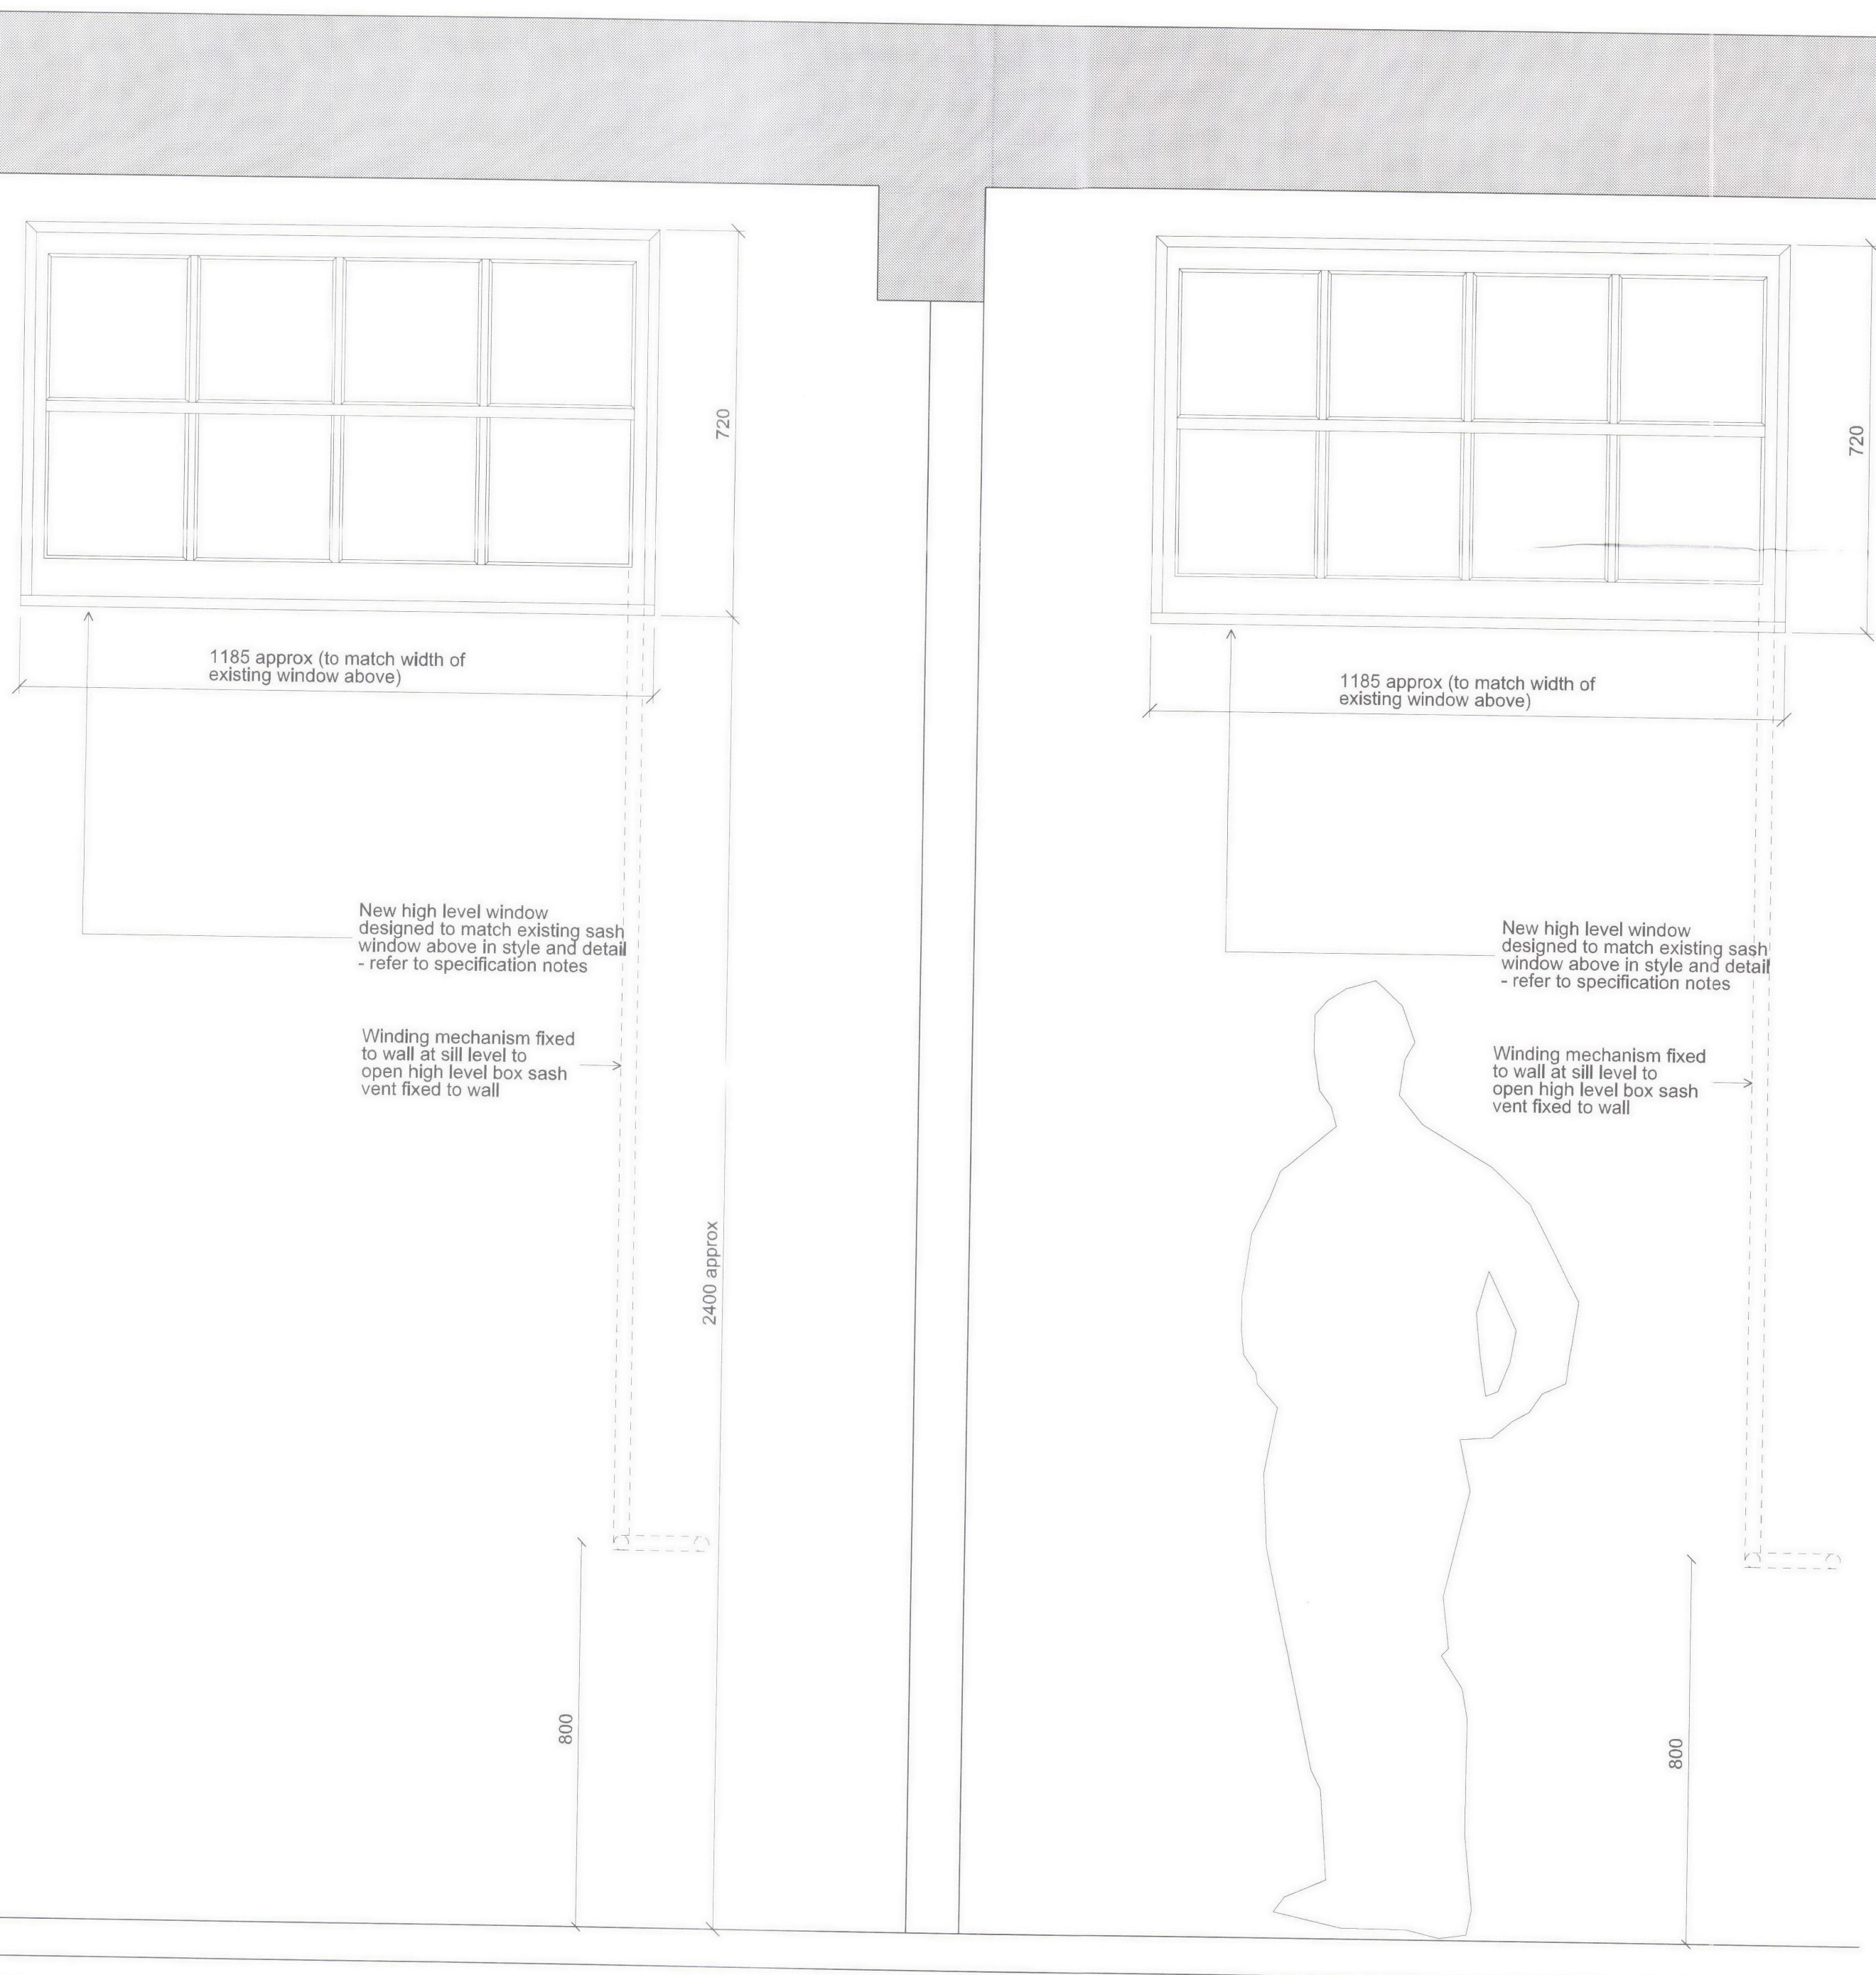 720
720
1185 approx (to match width of
existing window above)
1185 approx (to match width of
existing window above)
New high level window
designed to match existing sash
window above in style and detail
- refer to specification notes
New high level window
designed to match existing sash
window above in style and detail
- refer to specification notes
Winding mechanism fixed
to wall at sill level to
open high level box sash
vent fixed to wall
Winding mechanism fixed
to wall at sill level to
open high level box sash
vent fixed to wall
2400 approx
800
800